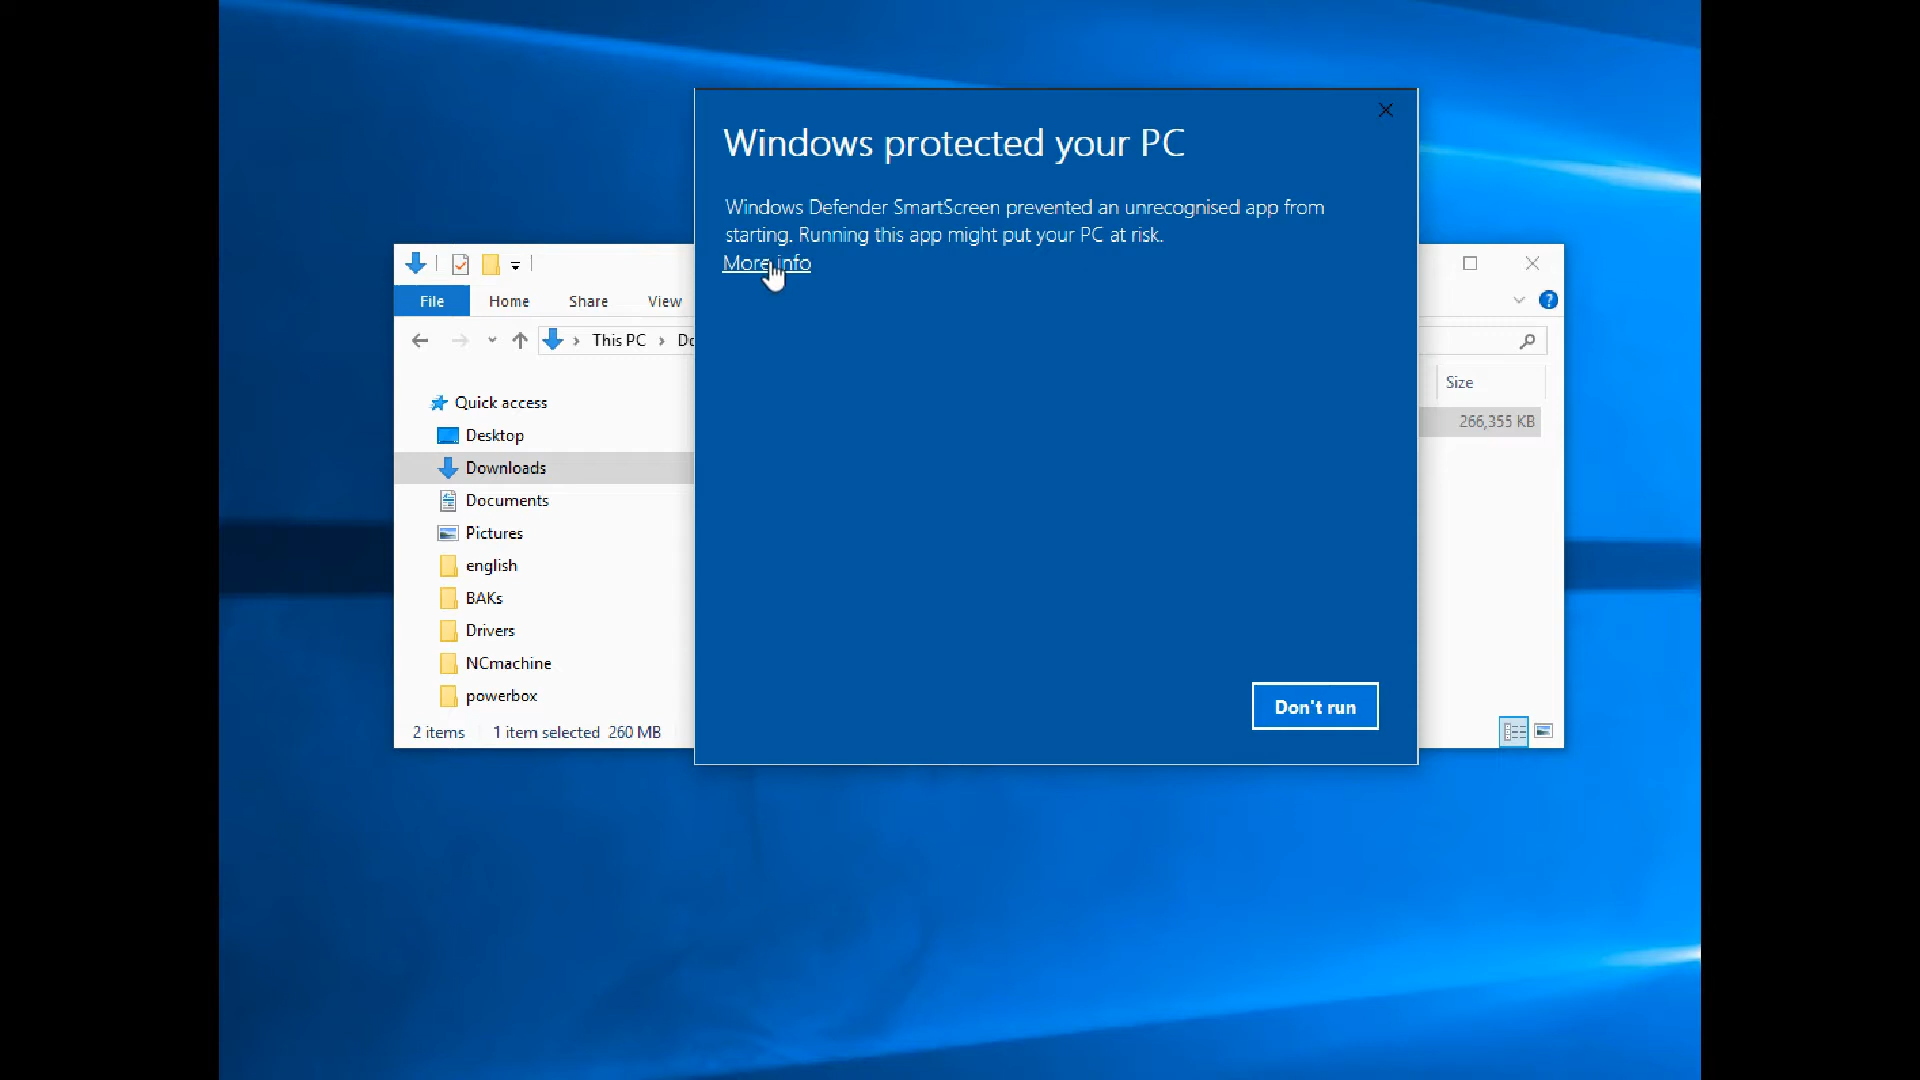 Windows protected your PC
Windows Defender SmartScreen prevented an unrecognised app from
starting. Running this app might put your PC at risk.
More info
Don't run
File Home Share View
This PC
Size
266,355 KB
Quick access
Desktop
Downloads
Documents
Pictures
english
BAKs
Drivers
NCmachine
powerbox
2 items 1 item selected 260 MB